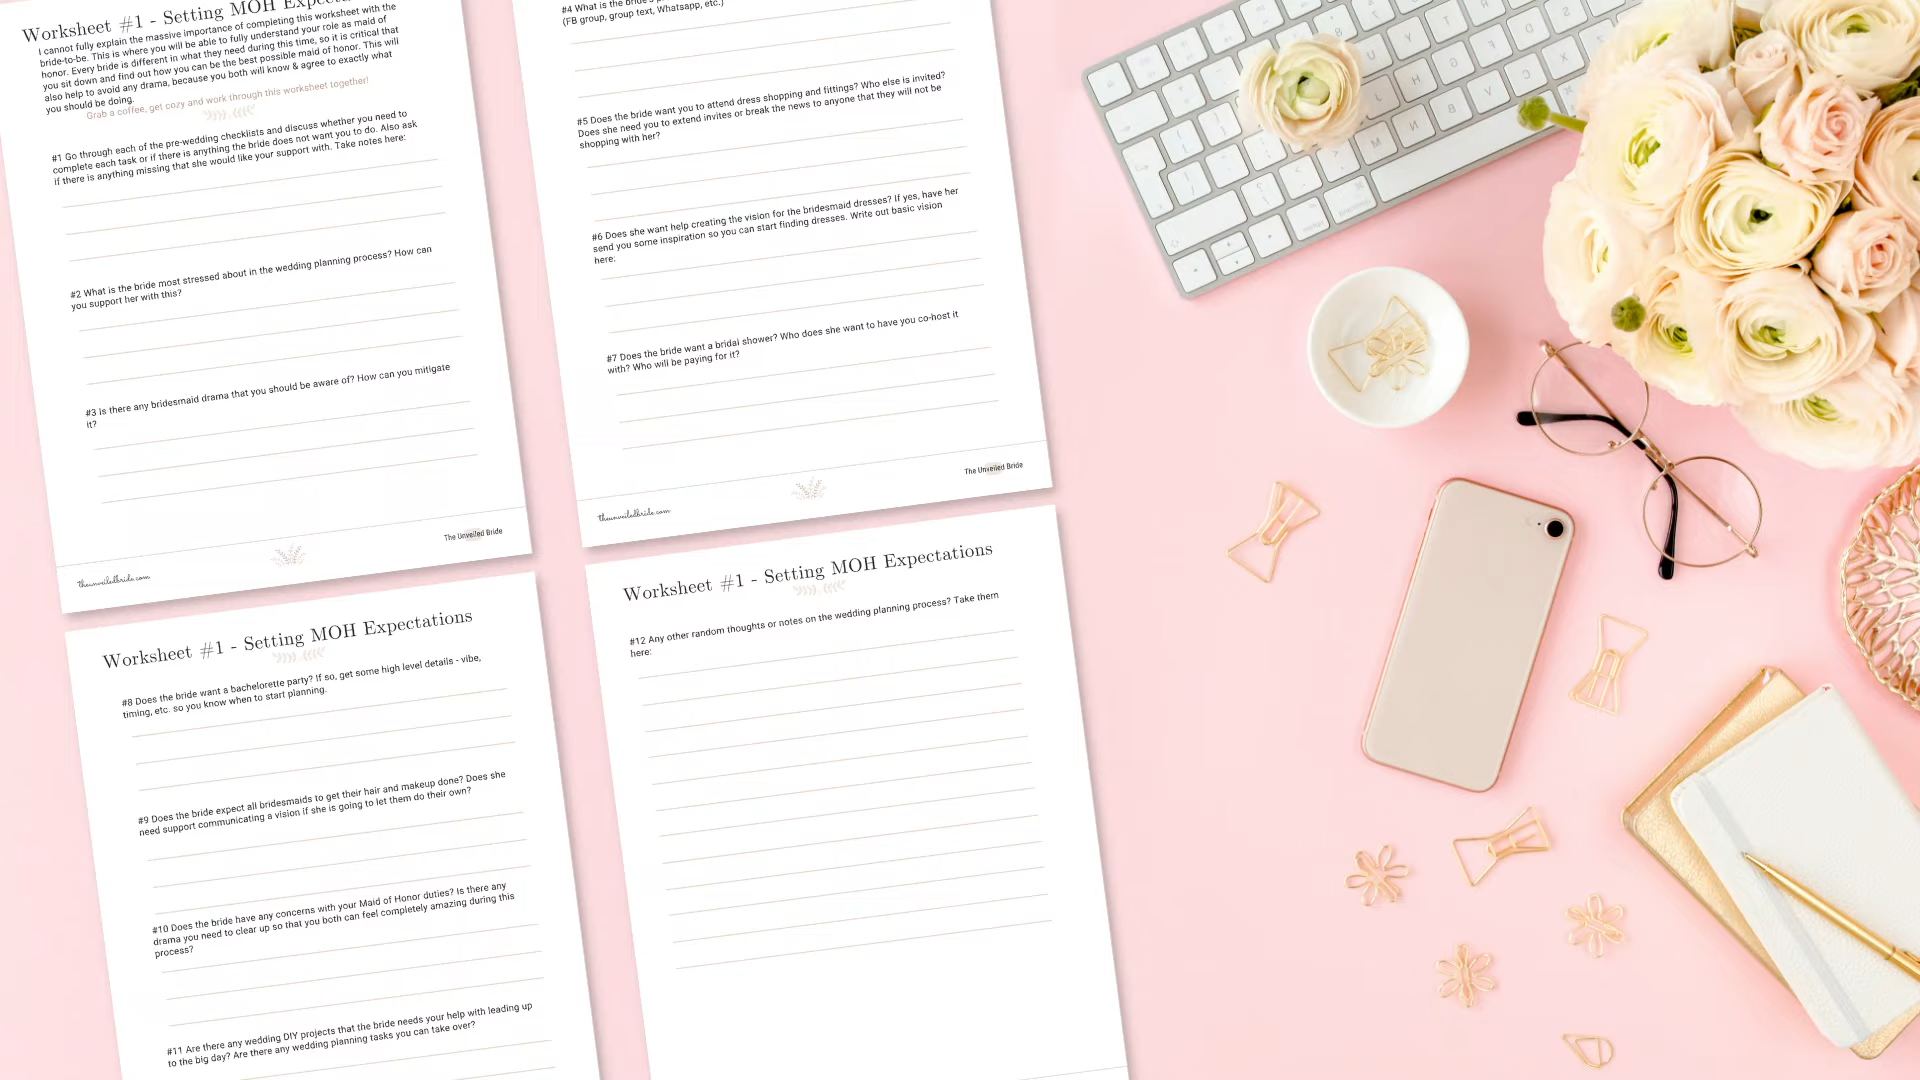 Worksheet #1 - Setting MOH
I cannot fully explain the massive importance of completing this worksheet with the
bride-to-be. This is where you will be able to fully understand your role as maid of
honor. Every bride is different in what they need during this time, so it is critical that
you sit down and find out how you can be the best possible maid of honor. This will
also help to avoid any drama, because you both will know & agree to exactly what
you should be doing.
Grab a coffee, get cozy and work through this worksheet together!
#1 Go through each of the pre-wedding checklists and discuss whether you need to
complete each task or if there is anything the bride does not want you to do. Also ask
if there is anything missing that she would like your support with. Take notes here:
#2 What is the bride most stressed about in the wedding planning process? How can
you support her with this?
#3 Is there any bridesmaid drama that you should be aware of? How can you mitigate
it?
theunveiledbride.com
The Unveiled Bride
#4 What is the bride's
(FB group, group text, Whatsapp, etc.)
#5 Does the bride want you to attend dress shopping and fittings? Who else is invited?
Does she need you to extend invites or break the news to anyone that they will not be
shopping with her?
#6 Does she want help creating the vision for the bridesmaid dresses? If yes, have her
send you some inspiration so you can start finding dresses. Write out basic vision
here:
#7 Does the bride want a bridal shower? Who does she want to have you co-host it
with? Who will be paying for it?
theunveiledbride.com
The Unveiled Bride
Worksheet #1 - Setting MOH Expectations
#8 Does the bride want a bachelorette party? If so, get some high level details - vibe,
timing, etc. so you know when to start planning.
#9 Does the bride expect all bridesmaids to get their hair and makeup done? Does she
need support communicating a vision if she is going to let them do their own?
#10 Does the bride have any concerns with your Maid of Honor duties? Is there any
drama you need to clear up so that you both can feel completely amazing during this
process?
#11 Are there any wedding DIY projects that the bride needs your help with leading up
to the big day? Are there any wedding planning tasks you can take over?
Worksheet #1 - Setting MOH Expectations
#12 Any other random thoughts or notes on the wedding planning process? Take them
here: